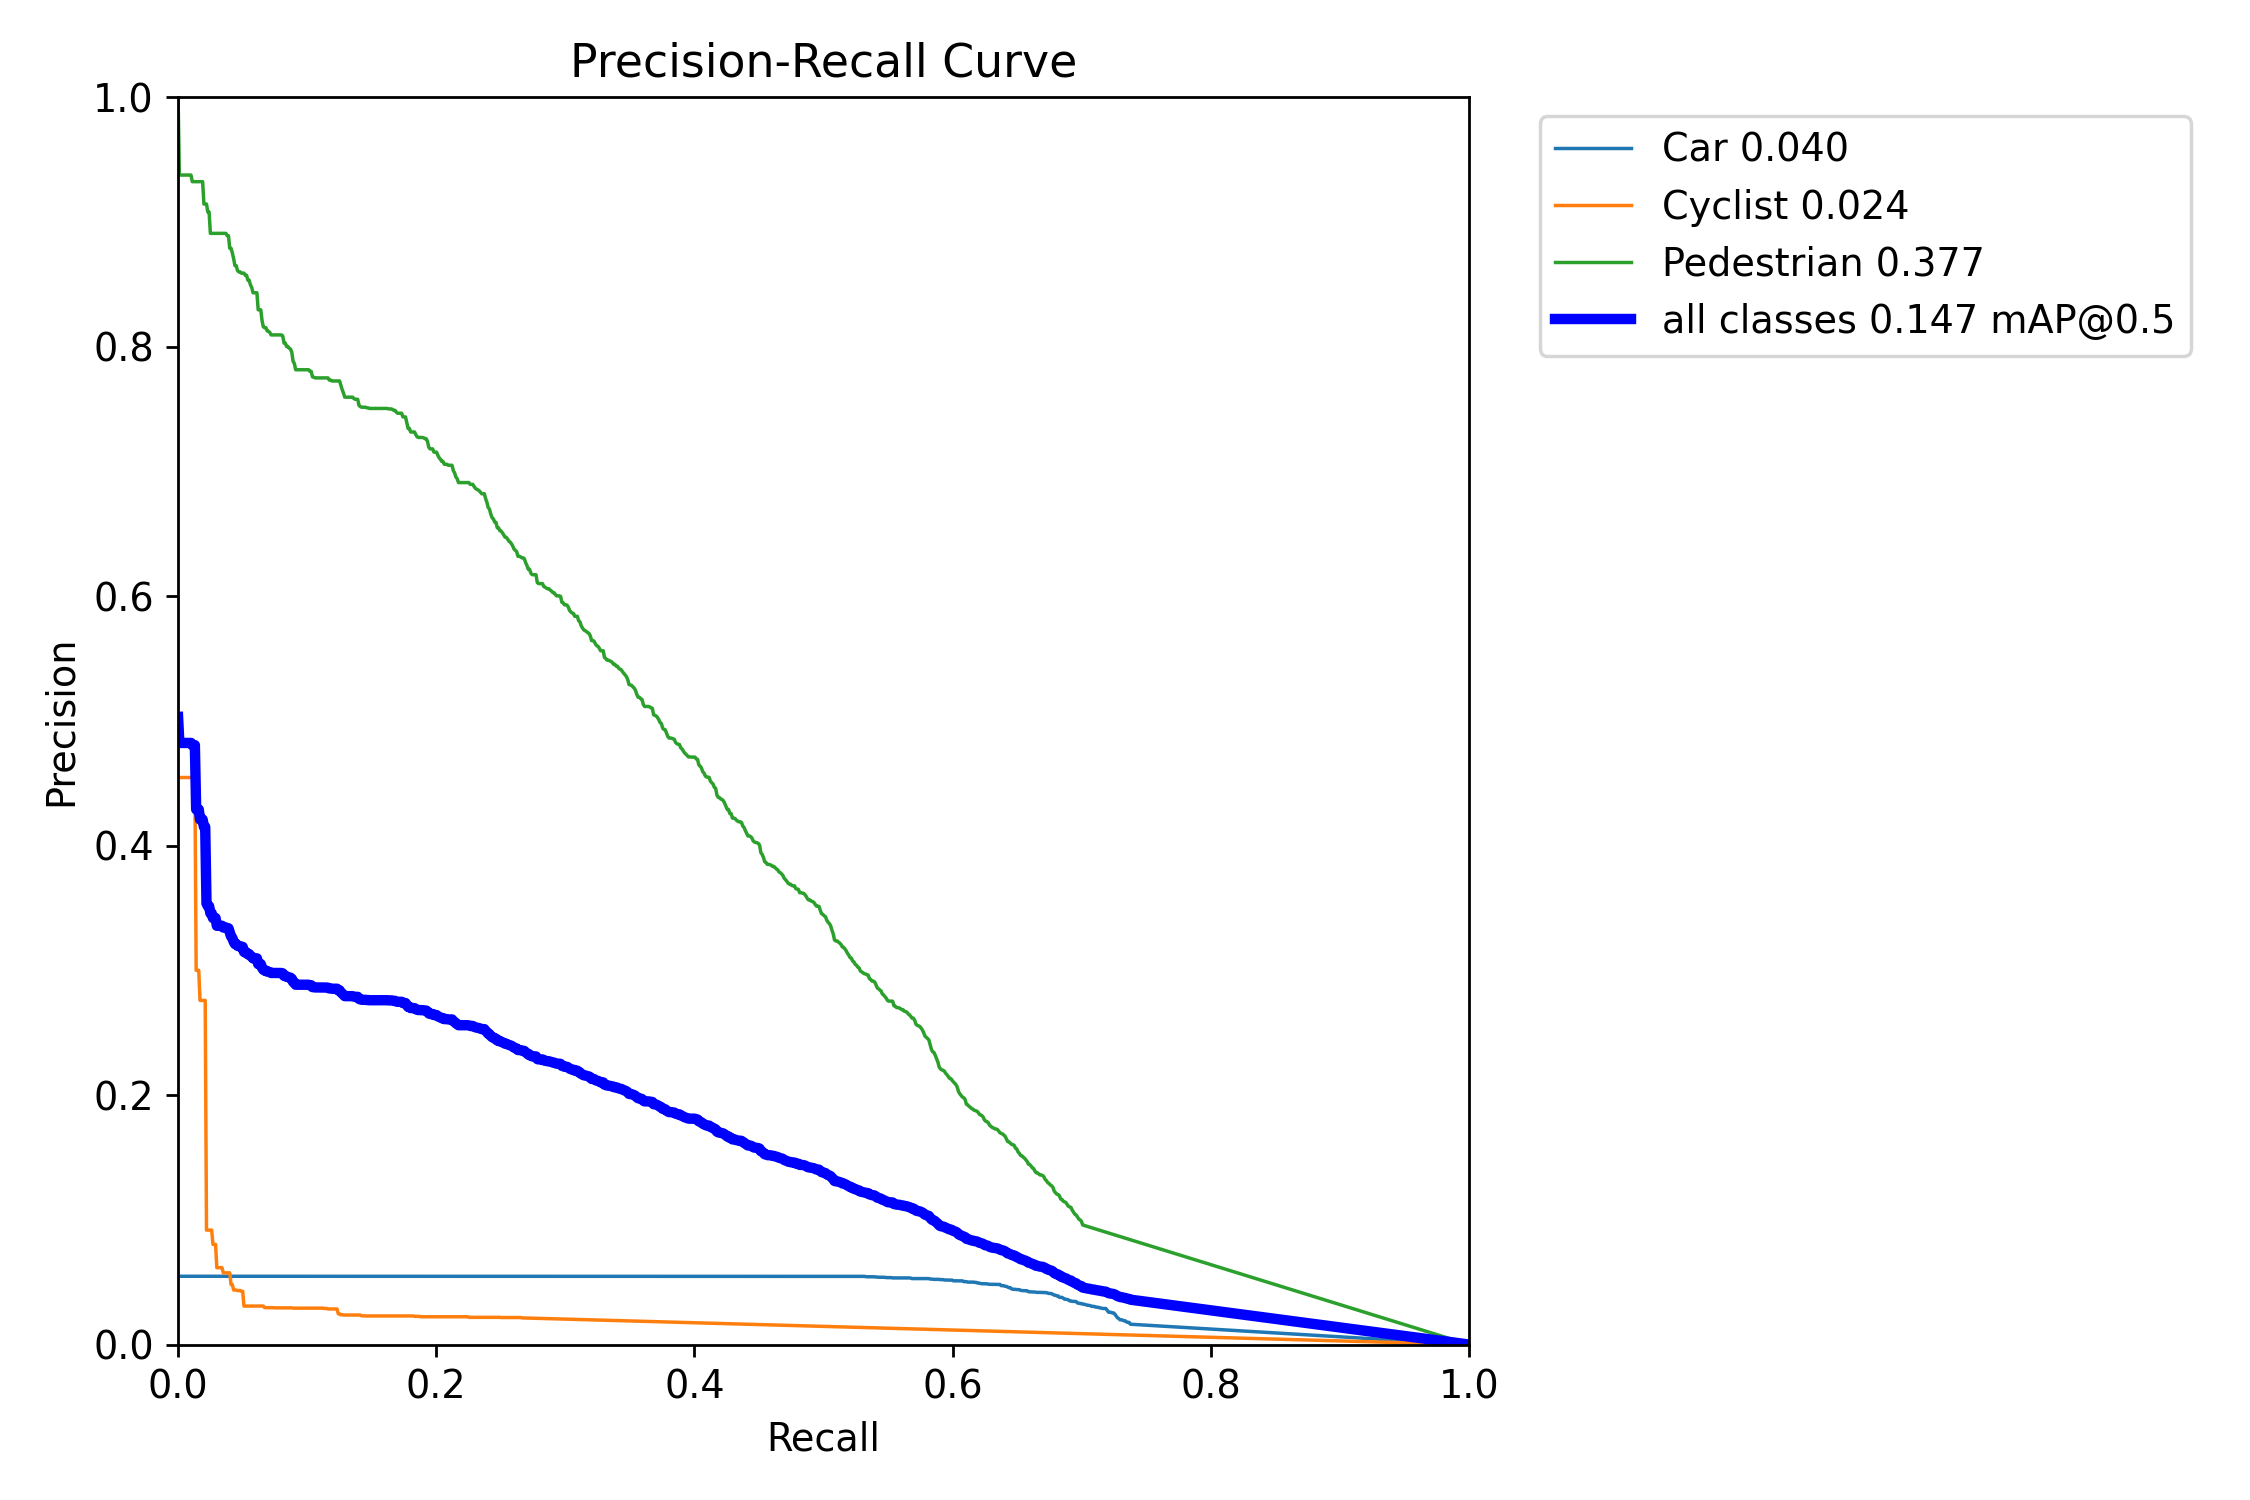 Precision-Recall Curve
1.0
0.8
0.6
0.4
0.2
0.0
Precision
0.0 0.2 0.4 0.6 0.8 1.0
Recall
Car 0.040
Cyclist 0.024
Pedestrian 0.377
all classes 0.147 mAP@0.5